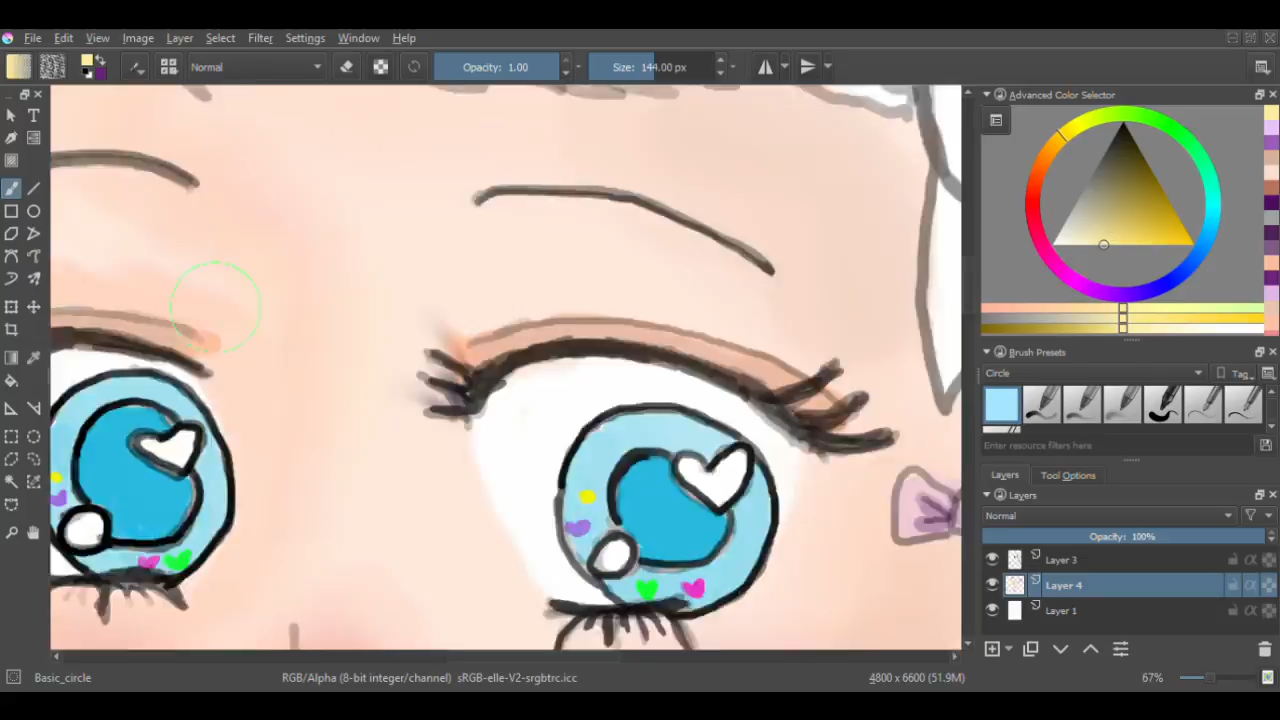 File Edit View Image Layer Select Filter Settings Window Help
Normal Opacity: 1.00 Size: 144.00 px
Advanced Color Selector
Brush Presets
Circle Tag
Enter resource filters here
Layers Tool Options
Layers
Normal
Opacity: 100%
Layer 3
Layer 4
Layer 1
Basic_circle RGB/Alpha (8-bit integer/channel) sRGB-elle-V2-srgbtrc.icc 4800 x 6600 (51.9M) 67%